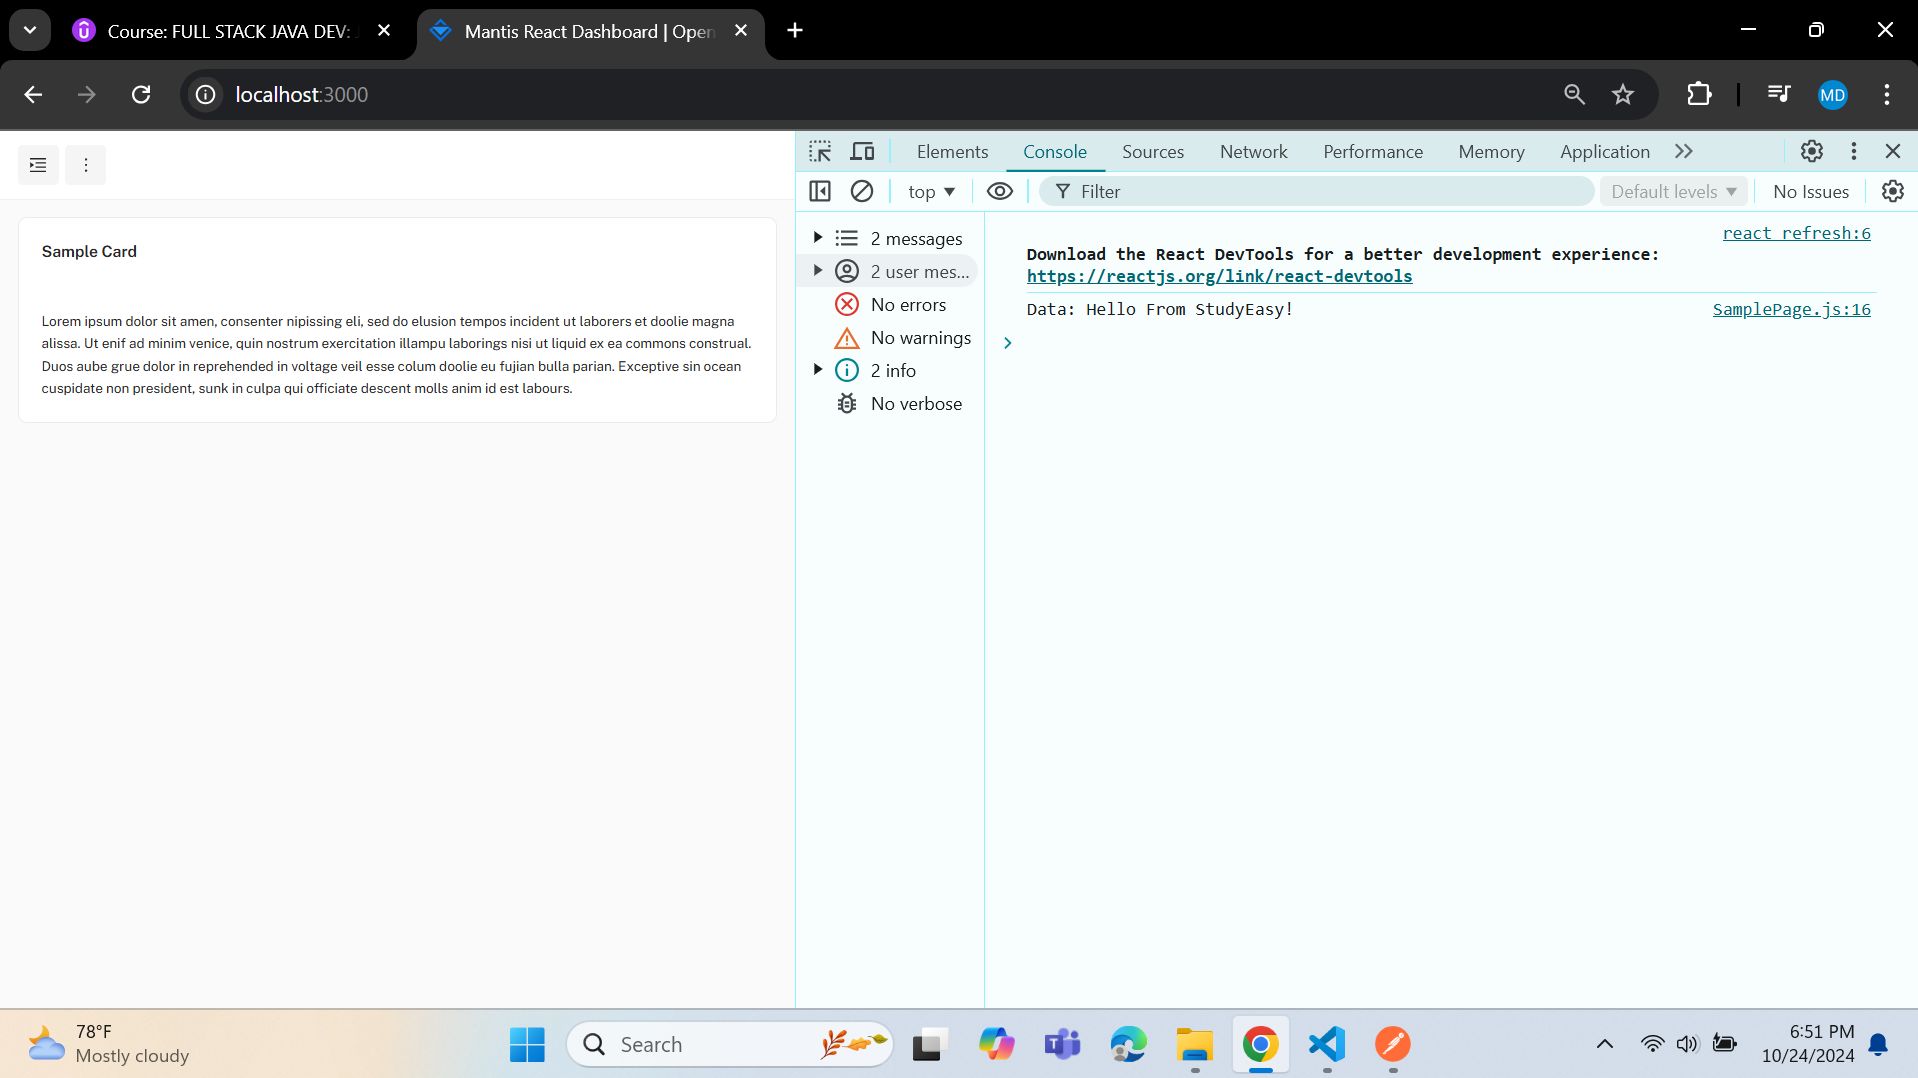 Course: FULL STACK JAVA DEV:
Mantis React Dashboard | Open
localhost:3000
MD
Elements
Console
Sources
Network
Performance
Memory
Application
top
Filter
Default levels
No Issues
Sample Card
Lorem ipsum dolor sit amet, consenter nipissing eli, sed do elusion tempos incident ut laborers et doolie magna
alissa. Ut enif ad minim venice, quin nostrum exercitation illampu laborings nisi ut liquid ex ea commons construal.
Duos aube grue dolor in reprehended in voltage veil esse colum doolie eu fujian bulla parian. Exceptive sin ocean
cuspidate non president, sunk in culpa qui officiate descent molls anim id est labours.
2 messages
2 user mes...
No errors
No warnings
2 info
No verbose
react refresh:6
Download the React DevTools for a better development experience:
https://reactjs.org/link/react-devtools
Data: Hello From StudyEasy!
SamplePage.js:16
78°F
Mostly cloudy
Search
6:51 PM
10/24/2024